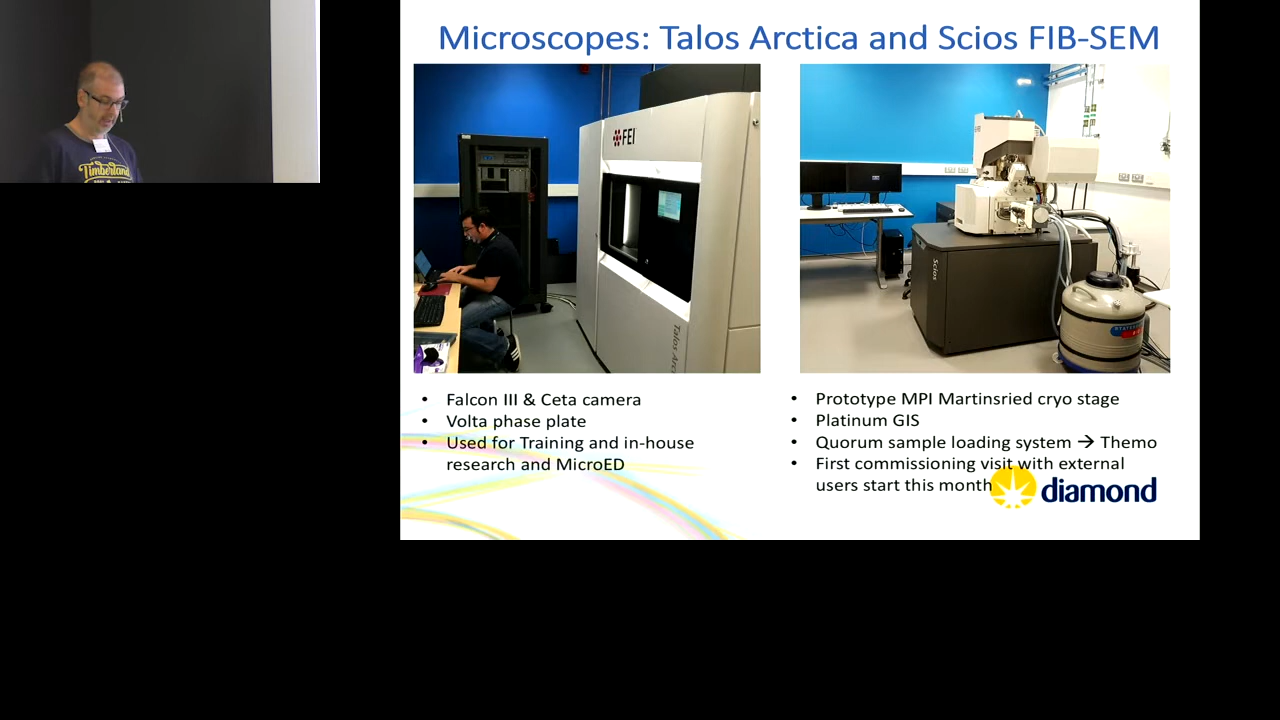 Microscopes: Talos Arctica and Scios FIB-SEM
Timberland
FEI
Talos Arc
Scios
• Falcon III & Ceta camera
• Volta phase plate
• Used for Training and in-house
research and MicroED
• Prototype MPI Martinsried cryo stage
• Platinum GIS
• Quorum sample loading system → Themo
• First commissioning visit with external
users start this month
diamond